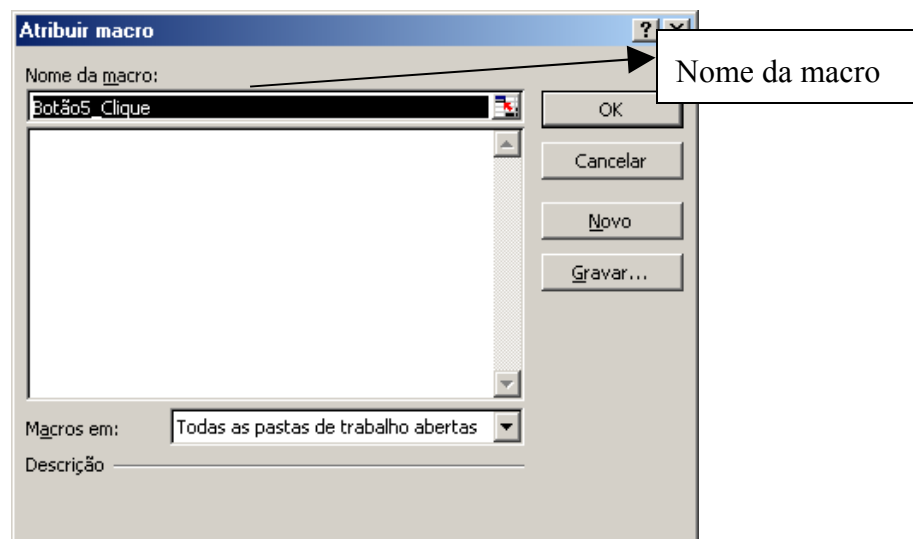 Atribuir macro
Nome da macro:
Nome da macro
Botão5_Clique
OK
Cancelar
Novo
Gravar...
Macros em:
Todas as pastas de trabalho abertas
Descrição